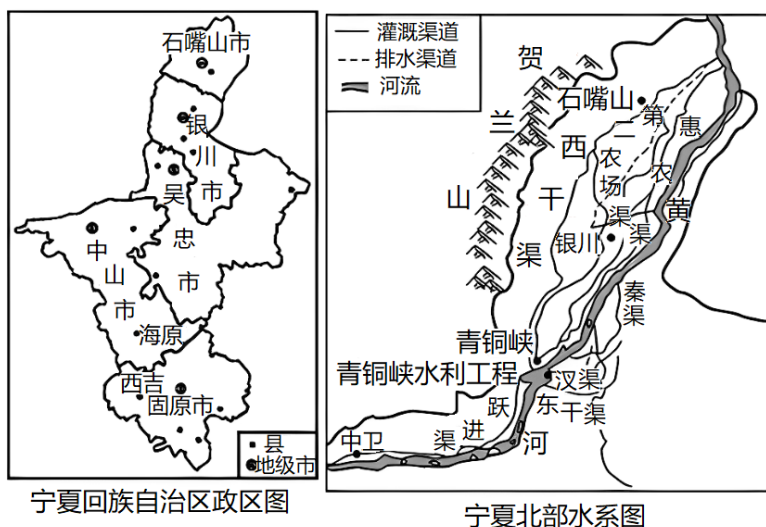 石嘴山市
银川市
吴忠市
中山市
海原
西吉
固原市
县
地级市
宁夏回族自治区政区图
灌溉渠道
排水渠道
河流
贺兰山
石嘴山
第二农场渠
惠农渠
西干渠
银川
黄河
秦渠
青铜峡
青铜峡水利工程
汊渠
东干渠
跃进渠
中卫
宁夏北部水系图